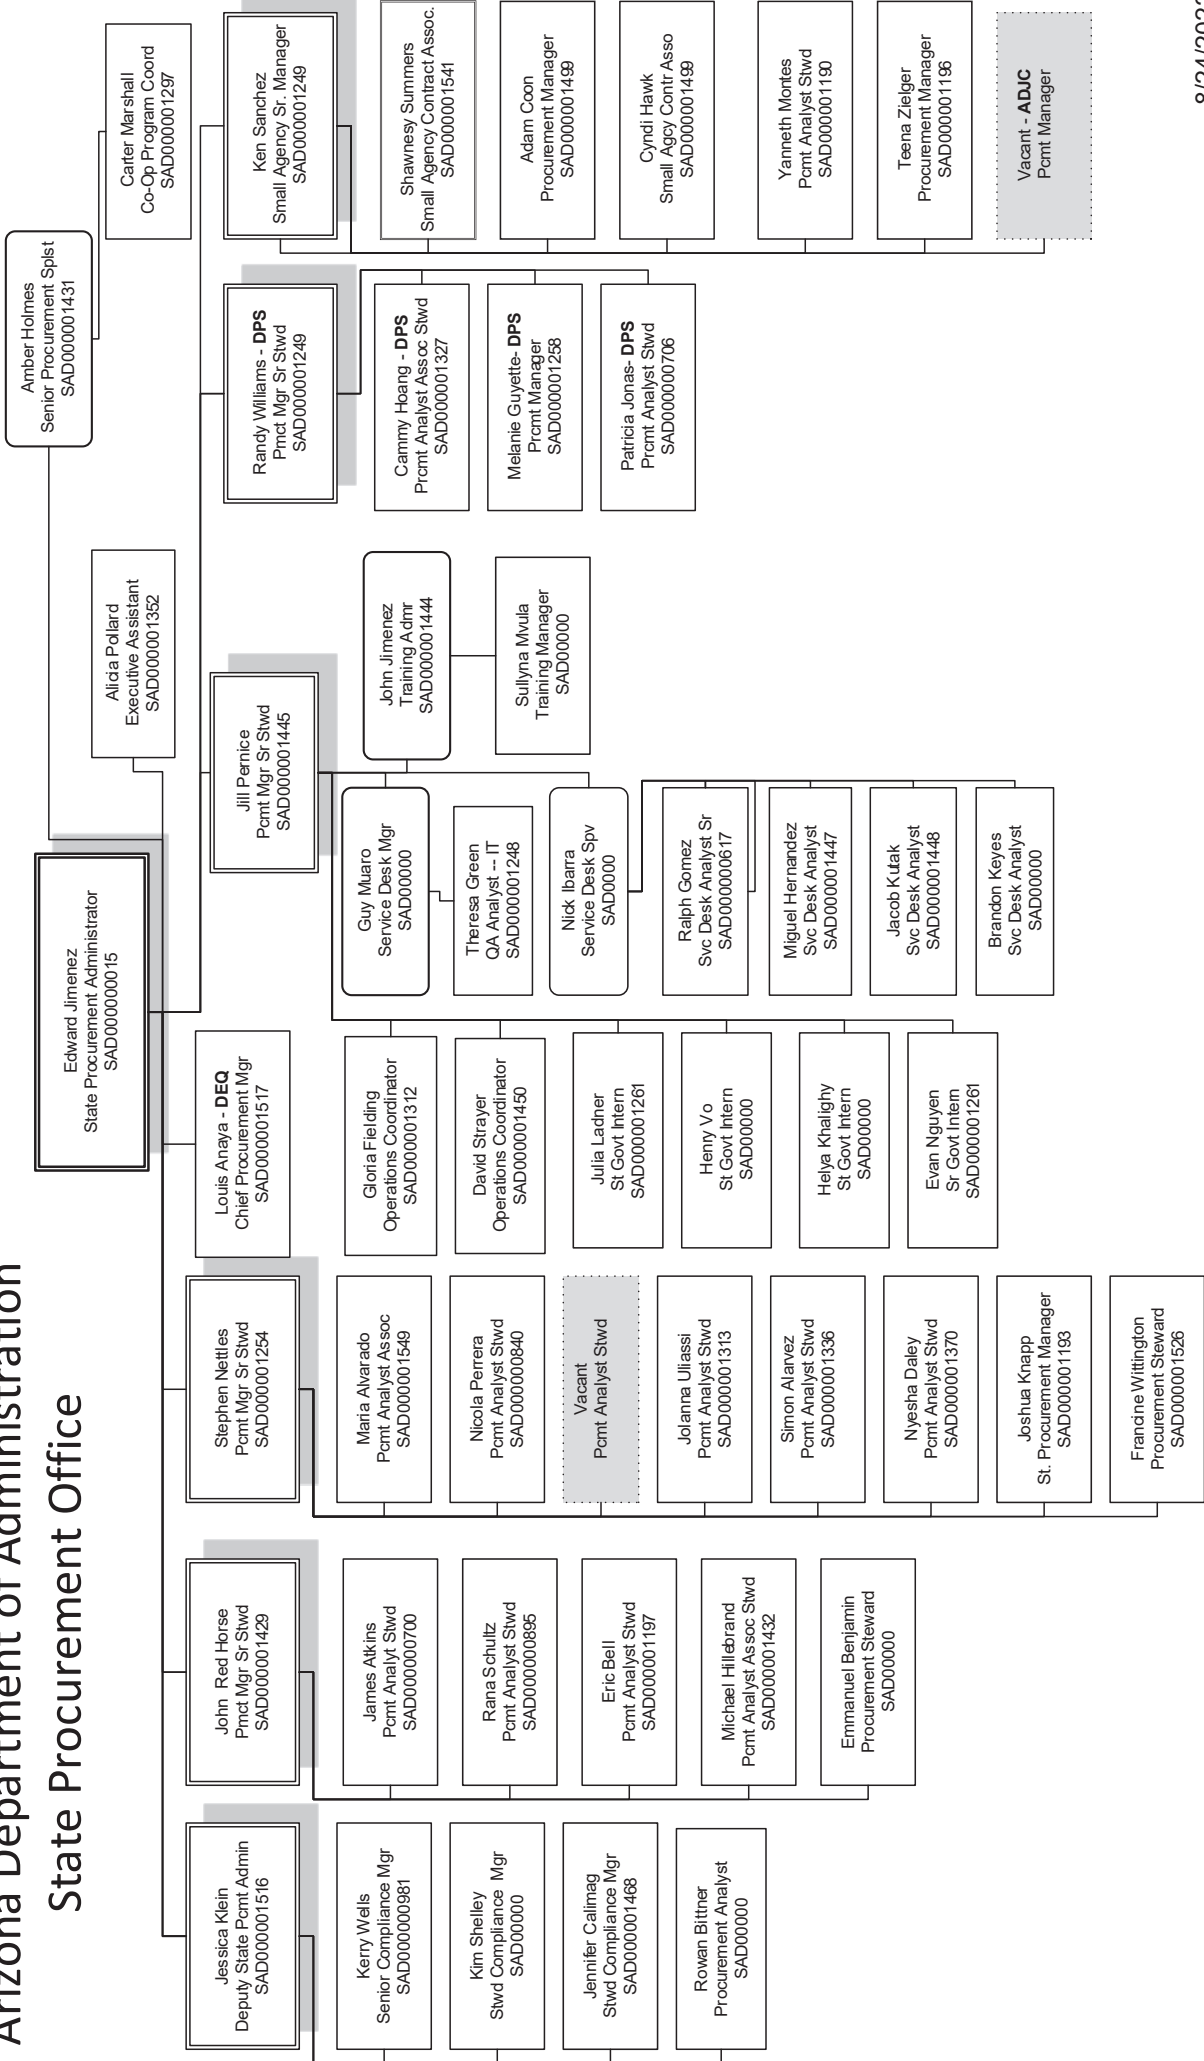 Arizona Department of Administration
State Procurement Office
Edward Jimenez
State Procurement Administrator
SAD000000015
Amber Holmes
Senior Procurement Splst
SAD000001431
Carter Marshall
Co-Op Program Coord
SAD000001297
Alicia Pollard
Executive Assistant
SAD000001352
Jessica Klein
Deputy State Pcmt Admin
SAD000001516
Kerry Wells
Senior Compliance Mgr
SAD000000981
Kim Shelley
Stwd Compliance Mgr
SAD000000
Jennifer Calimag
Stwd Compliance Mgr
SAD000001468
Rowan Bittner
Procurement Analyst
SAD00000
John Red Horse
Pmct Mgr Sr Stwd
SAD000001429
James Atkins
Pcmt Analyt Stwd
SAD000000700
Rana Schultz
Pcmt Analyst Stwd
SAD000000895
Eric Bell
Pcmt Analyst Stwd
SAD000001197
Michael Hillebrand
Pcmt Analyst Assoc Stwd
SAD000001432
Emmanuel Benjamin
Procurement Steward
SAD00000
Stephen Nettles
Pcmt Mgr Sr Stwd
SAD000001254
Maria Alvarado
Pcmt Analyst Assoc
SAD000001549
Nicola Perrera
Pcmt Analyst Stwd
SAD000000840
Vacant
Pcmt Analyst Stwd
Jolanna Uliassi
Pcmt Analyst Stwd
SAD000001313
Simon Alarvez
Pcmt Analyst Stwd
SAD000001336
Nyesha Daley
Pcmt Analyst Stwd
SAD000001370
Joshua Knapp
St. Procurement Manager
SAD000001193
Francine Wittington
Procurement Steward
SAD000001526
Louis Anaya - DEQ
Chief Procurement Mgr
SAD000001517
Jill Pernice
Pcmt Mgr Sr Stwd
SAD000001445
Gloria Fielding
Operations Coordinator
SAD000001312
David Strayer
Operations Coordinator
SAD000001450
Julia Ladner
St Govt Intern
SAD000001261
Henry Vo
St Govt Intern
SAD00000
Helya Khalighy
St Govt Intern
SAD00000
Evan Nguyen
Sr Govt Intern
SAD000001261
Guy Muaro
Service Desk Mgr
SAD00000
Theresa Green
QA Analyst -- IT
SAD000001248
Nick Ibarra
Service Desk Spv
SAD0000
Ralph Gomez
Svc Desk Analyst Sr
SAD000000617
Miguel Hernandez
Svc Desk Analyst
SAD000001447
Jacob Kutak
Svc Desk Analyst
SAD000001448
Brandon Keyes
Svc Desk Analyst
SAD00000
John Jimenez
Training Admr
SAD000001444
Sullyna Mvula
Training Manager
SAD00000
Randy Williams - DPS
Pmct Mgr Sr Stwd
SAD000001249
Cammy Hoang - DPS
Prcmt Analyst Assoc Stwd
SAD000001327
Melanie Guyette- DPS
Prcmt Manager
SAD000001258
Patricia Jonas- DPS
Prcmt Analyst Stwd
SAD000000706
Ken Sanchez
Small Agency Sr. Manager
SAD000001249
Shawnesy Summers
Small Agency Contract Assoc.
SAD000001541
Adam Coon
Procurement Manager
SAD000001499
Cyndi Hawk
Small Agcy Contr Asso
SAD000001499
Yanneth Montes
Pcmt Analyst Stwd
SAD000001190
Teena Zielger
Procurement Manager
SAD000001196
Vacant - ADJC
Pcmt Manager